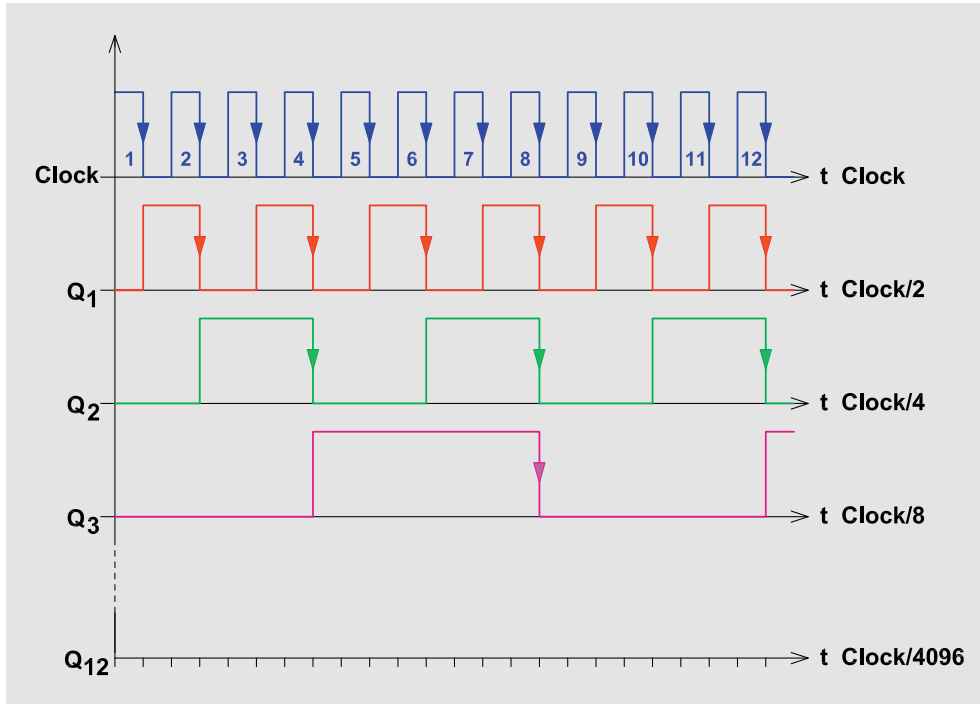 1 2 3 4 5 6 7 8 9 10 11 12
Clock t Clock
Q1 t Clock/2
Q2 t Clock/4
Q3 t Clock/8
Q12 t Clock/4096